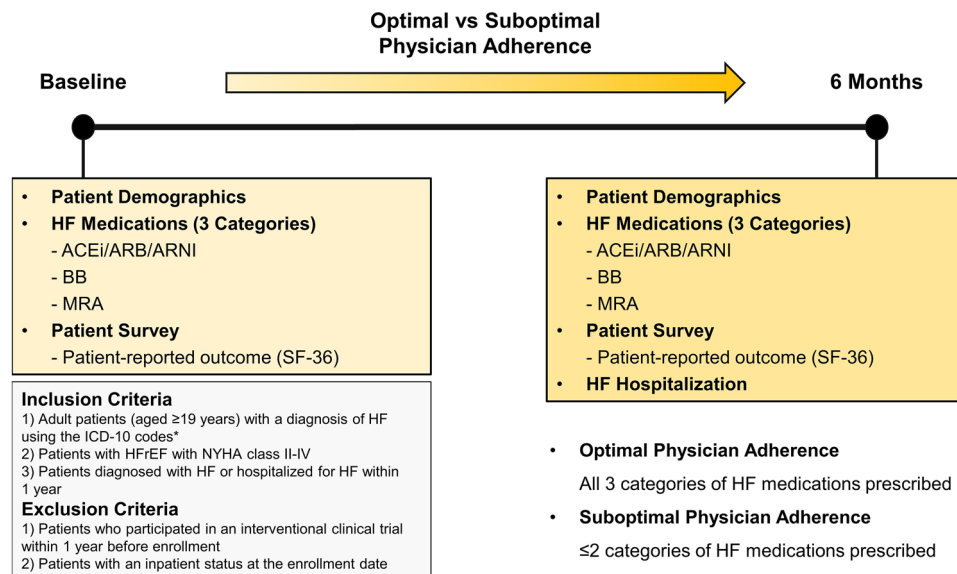 Optimal vs Suboptimal
Physician Adherence
Baseline
6 Months
• Patient Demographics
• HF Medications (3 Categories)
- ACEi/ARB/ARNI
- BB
- MRA
• Patient Survey
- Patient-reported outcome (SF-36)
Inclusion Criteria
1) Adult patients (aged ≥19 years) with a diagnosis of HF
using the ICD-10 codes*
2) Patients with HFrEF with NYHA class II-IV
3) Patients diagnosed with HF or hospitalized for HF within
1 year
Exclusion Criteria
1) Patients who participated in an interventional clinical trial
within 1 year before enrollment
2) Patients with an inpatient status at the enrollment date
• Patient Demographics
• HF Medications (3 Categories)
- ACEi/ARB/ARNI
- BB
- MRA
• Patient Survey
- Patient-reported outcome (SF-36)
• HF Hospitalization
• Optimal Physician Adherence
All 3 categories of HF medications prescribed
• Suboptimal Physician Adherence
≤2 categories of HF medications prescribed